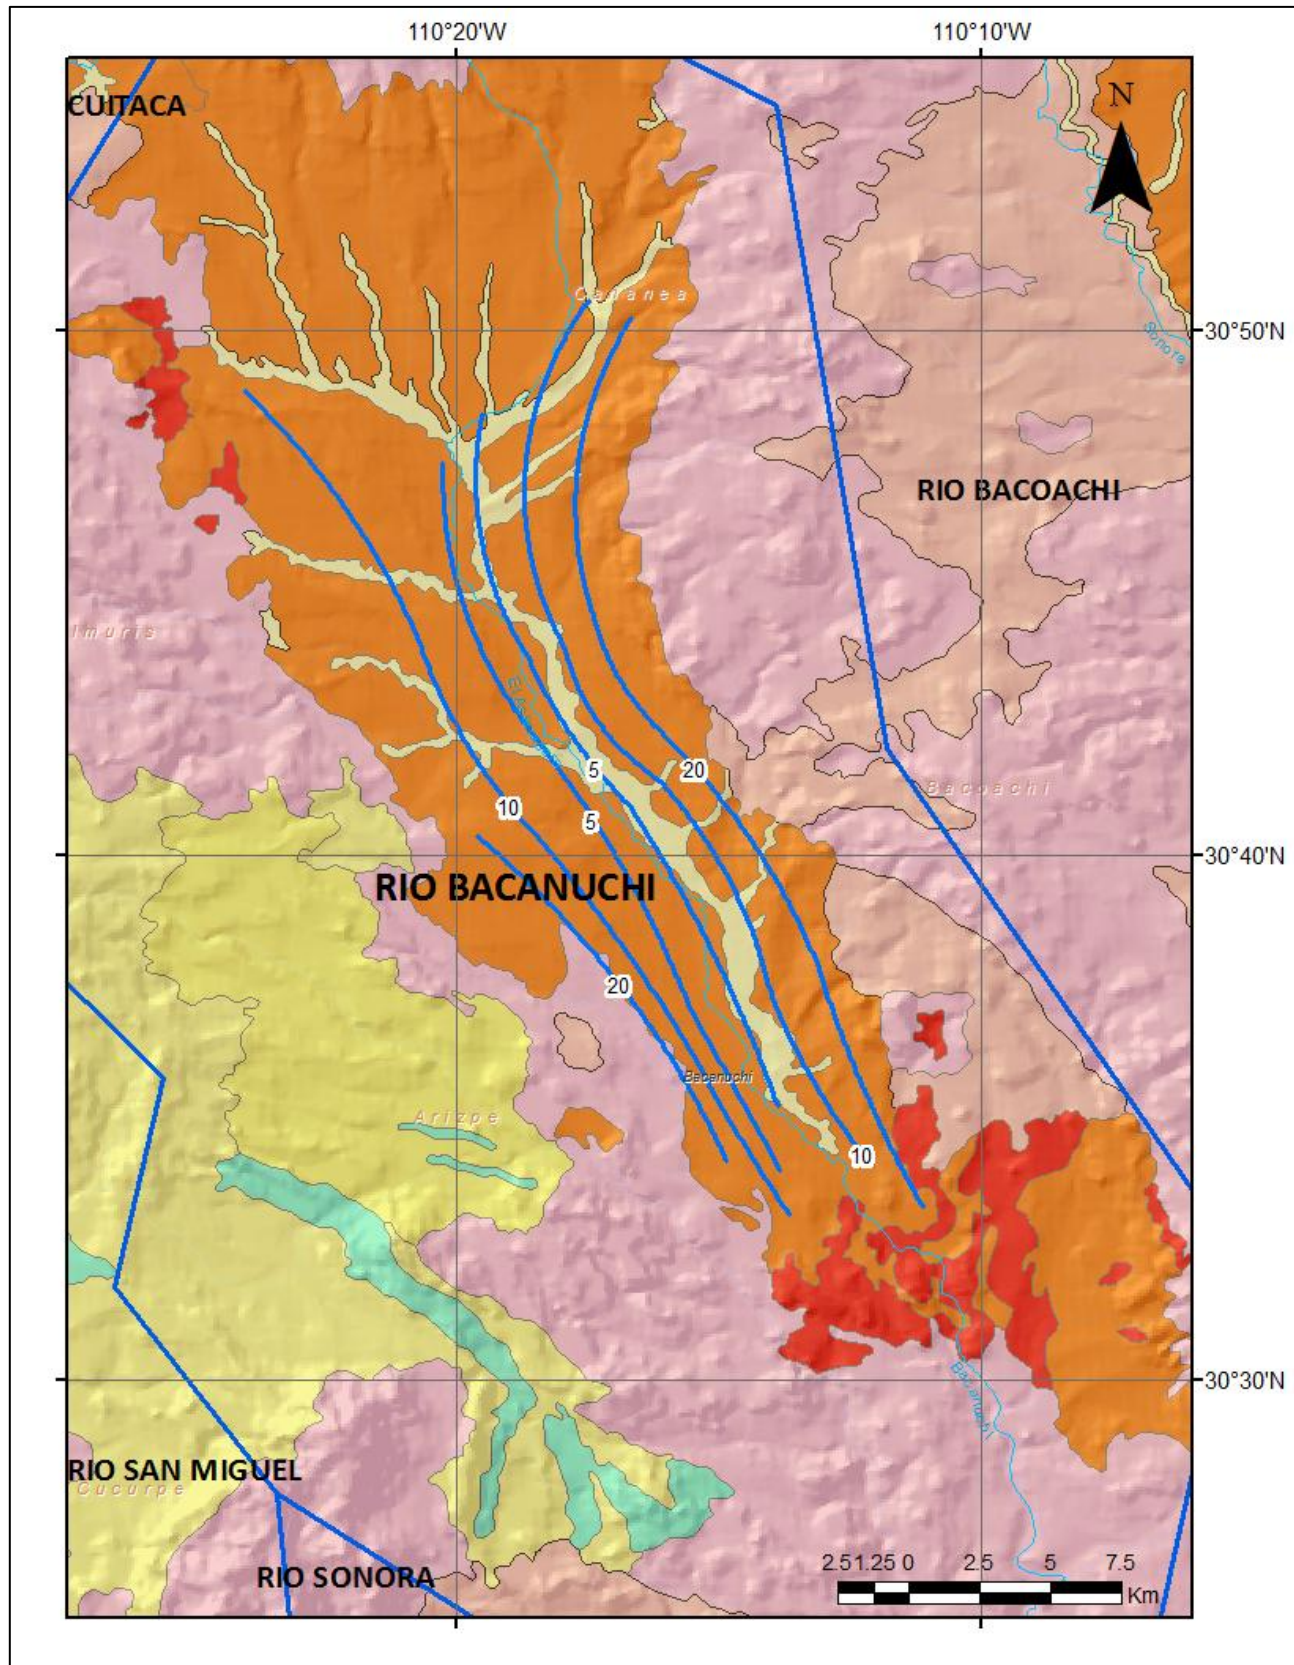 110°20'W
110°10'W
CUITACA
N
Cananea
30°50'N
Sonora
RIO BACOACHI
Imuris
5
20
Bacoachi
10
5
30°40'N
RIO BACANUCHI
20
Bacanuchi
Arizpe
10
30°30'N
Bacanuchi
RIO SAN MIGUEL
Cucurpe
RIO SONORA
2.5 1.25 0 2.5 5 7.5
Km